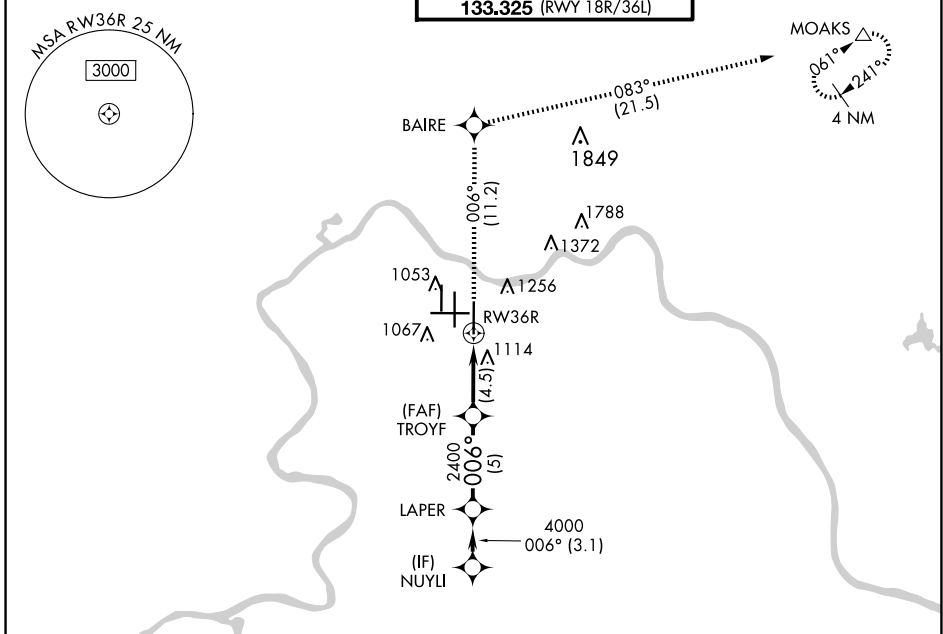 133.325 (RWY 18R/36L)
MSA RW36R 25 NM
3000
MOAKS
061°
241°
4 NM
083°
(21.5)
BAIRE
1849
006°
(11.2)
1788
1372
1053
1256
RW36R
1067
1114
(4.5)
(FAF)
TROYF
2400
006°
(5)
LAPER
4000
006° (3.1)
(IF)
NUYLI